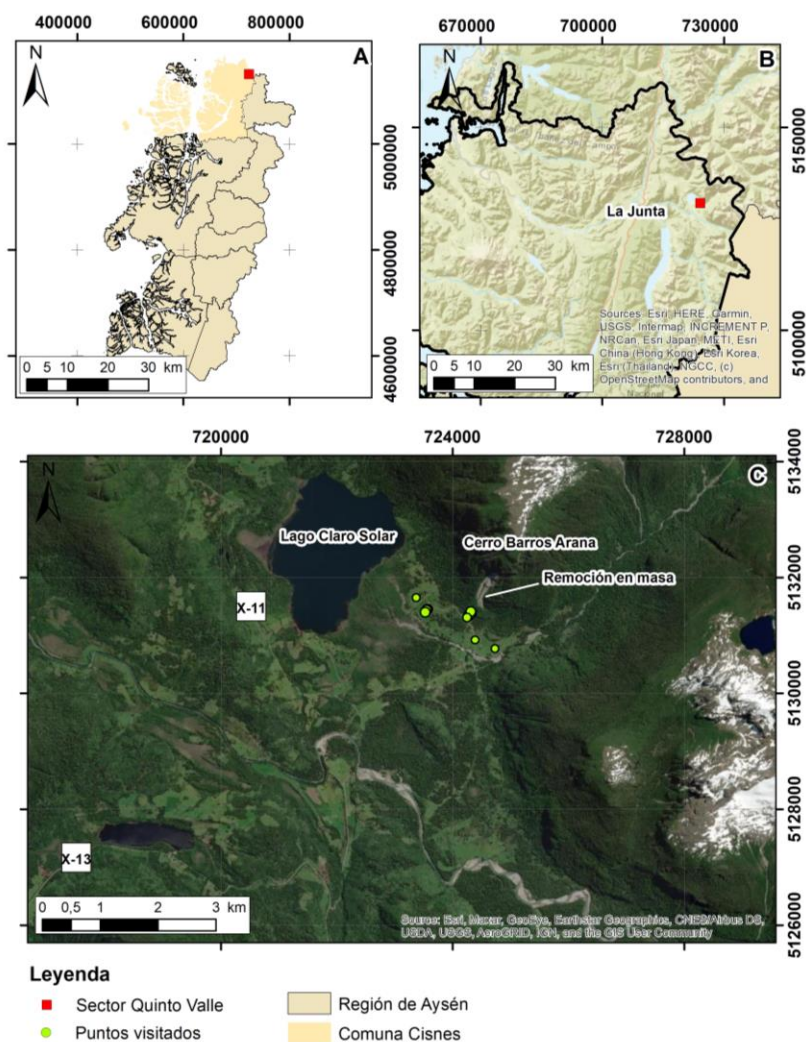 400000 600000 800000
N
A
5000000
4800000
4600000
0 5 10 20 30 km
6700000 7000000 730000
N
B
5150000
5100000
La Junta
Sources: Esri, HERE, Garmin,
USGS, Intermap, INCREMENT P,
NRCan, Esri Japan, METI, Esri
China (Hong Kong), Esri Korea,
Esri (Thailand), NGCC, (c)
OpenStreetMap contributors, and
0 5 10 20 30 km
720000 724000 728000
N
C
5134000
5132000
5130000
5128000
5126000
Lago Claro Solar
Cerro Barros Arana
Remoción en masa
X-11
X-13
0 0,5 1 2 3 km
Source: Esri, Maxar, GeoEye, Earthstar Geographics, CNES/Airbus DS,
USDA, USGS, AeroGRID, IGN, and the GIS User Community
Leyenda
Sector Quinto Valle
Puntos visitados
Región de Aysén
Comuna Cisnes